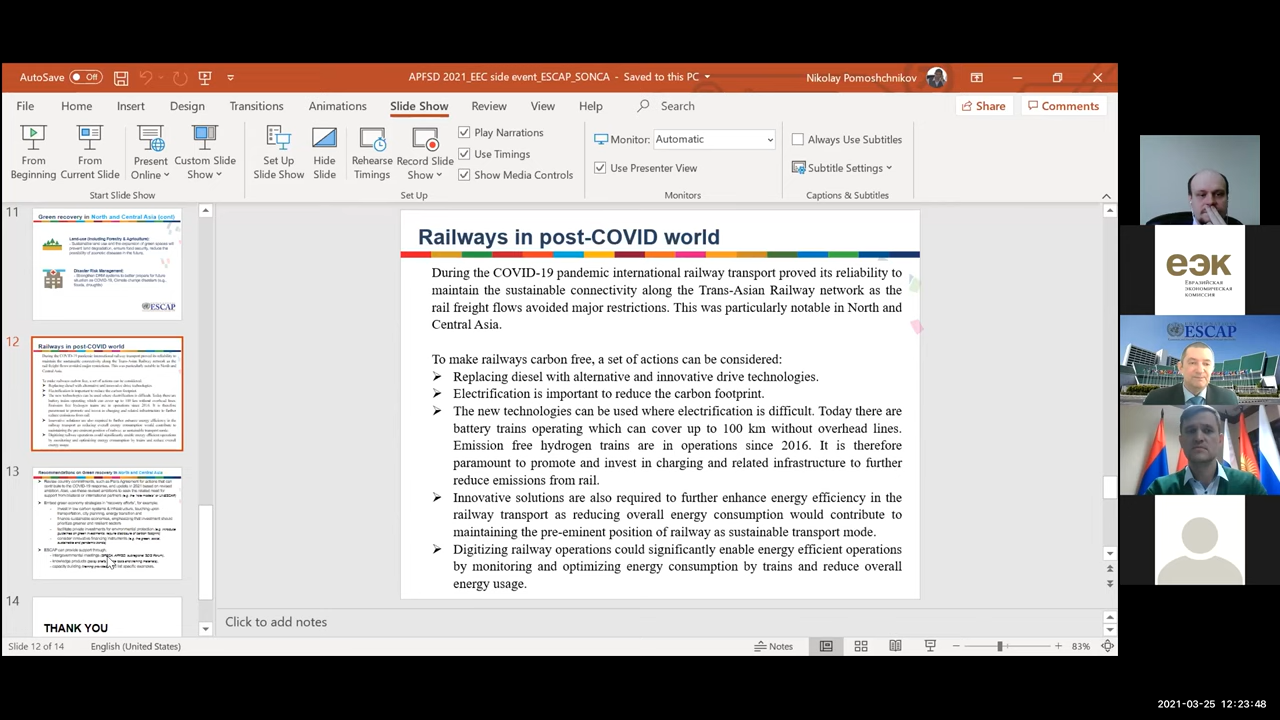 AutoSave Off
APFSD 2021_EEC side event_ESCAP_SONCA - Saved to this PC
Nikolay Pomoshchnikov
File Home Insert Design Transitions Animations Slide Show Review View Help Search
Share Comments
From Beginning
From Current Slide
Present Online
Custom Slide Show
Start Slide Show
Set Up Slide Show
Hide Slide
Rehearse Timings
Record Slide Show
Play Narrations
Use Timings
Show Media Controls
Set Up
Monitor: Automatic
Use Presenter View
Monitors
Always Use Subtitles
Subtitle Settings
Captions & Subtitles
11
Green recovery in North and Central Asia (cont)
Land-use (including Forestry & Agriculture):
Disaster Risk Management:
ESCAP
12
Railways in post-COVID world
13
Recommendations on Green recovery in North and Central Asia
14
THANK YOU
Railways in post-COVID world
During the COVID-19 pandemic international railway transport proved its reliability to
maintain the sustainable connectivity along the Trans-Asian Railway network as the
rail freight flows avoided major restrictions. This was particularly notable in North and
Central Asia.
To make railways carbon free, a set of actions can be considered:
Replacing diesel with alternative and innovative drive technologies
Electrification is important to reduce the carbon footprint.
The new technologies can be used where electrification is difficult. Today there are
battery trains operating which can cover up to 100 km without overhead lines.
Emission free hydrogen trains are in operations since 2016. It is therefore
paramount to promote and invest in charging and related infrastructure to further
reduce emissions from rail.
Innovative solutions are also required to further enhance energy efficiency in the
railway transport as reducing overall energy consumption would contribute to
maintaining the pre-eminent position of railway as sustainable transport mode.
Digitizing railway operations could significantly enable energy efficient operations
by monitoring and optimizing energy consumption by trains and reduce overall
energy usage.
Click to add notes
Slide 12 of 14 English (United States)
Notes
83%
еэк
ЕВРАЗИЙСКАЯ
ЭКОНОМИЧЕСКАЯ
КОМИССИЯ
ESCAP
2021-03-25 12:23:48